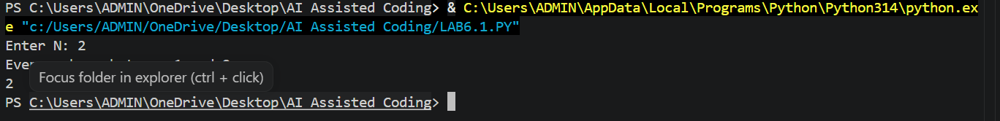 PS C:\Users\ADMIN\OneDrive\Desktop\AI Assisted Coding> & C:\Users\ADMIN\AppData\Local\Programs\Python\Python314\python.ex
e "c:/Users/ADMIN/OneDrive/Desktop/AI Assisted Coding/LAB6.1.PY"
Enter N: 2
Focus folder in explorer (ctrl + click)
2
PS C:\Users\ADMIN\OneDrive\Desktop\AI Assisted Coding>